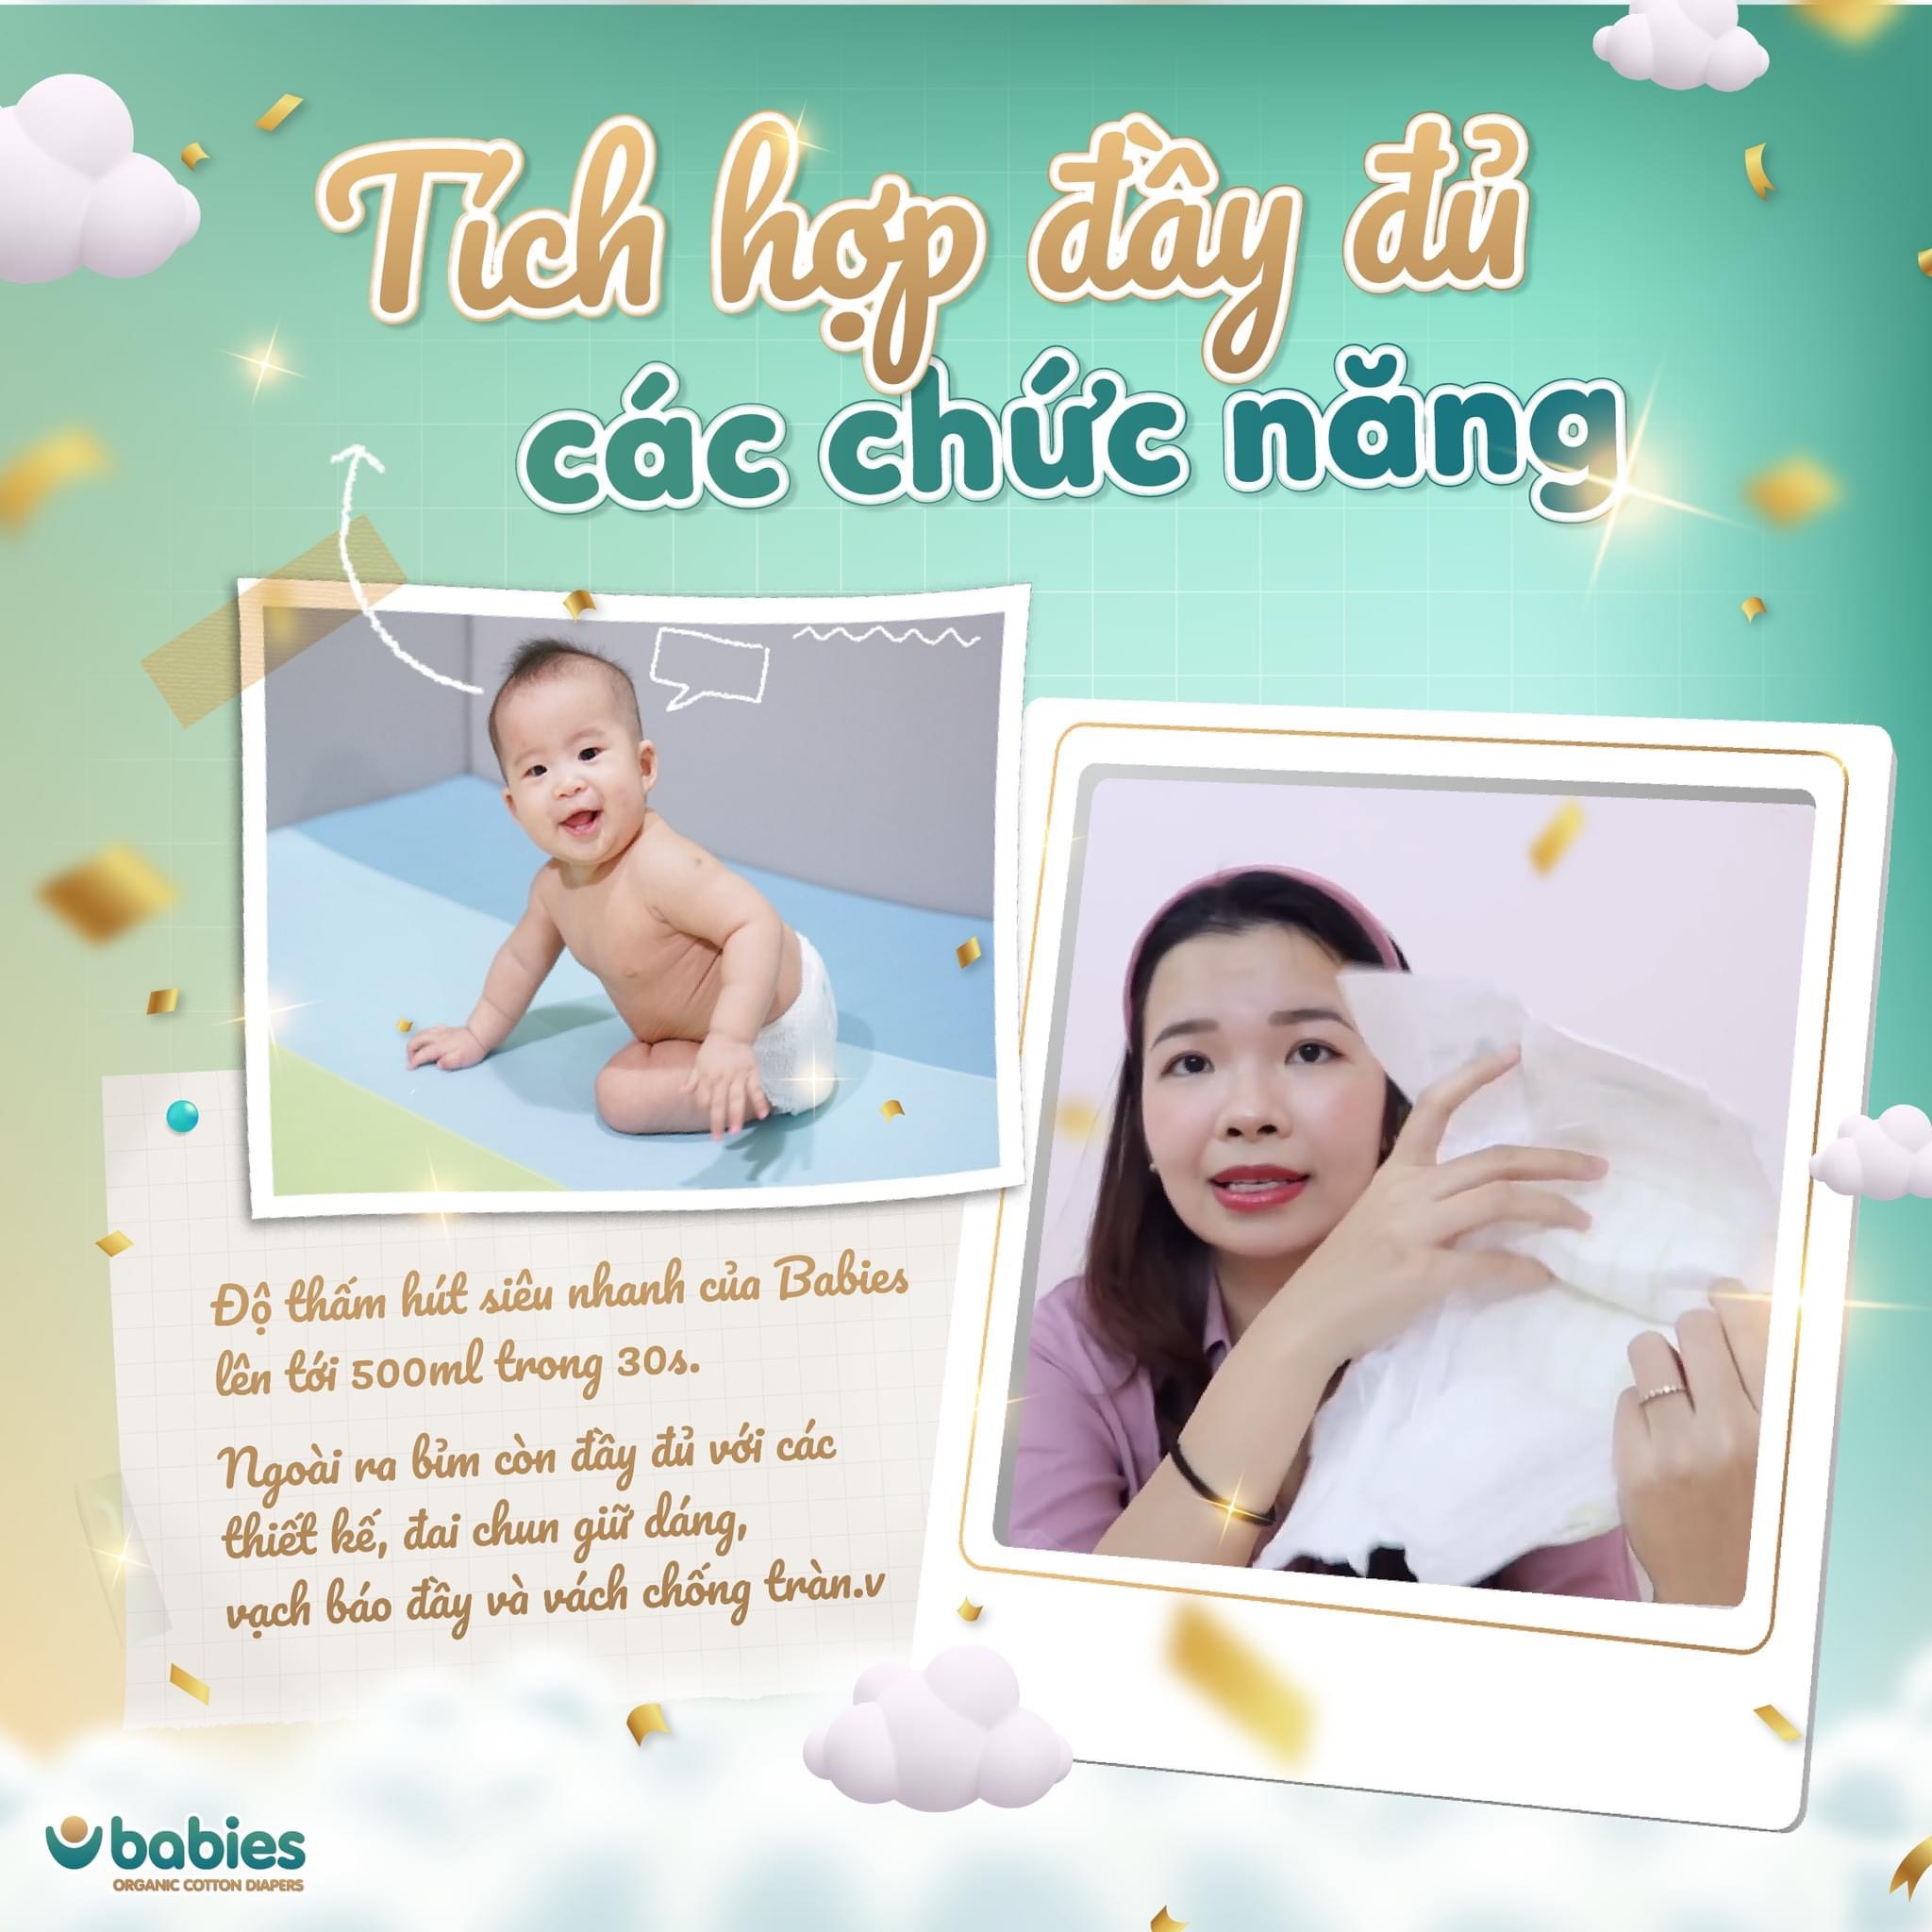 Tích hợp đầy đủ
các chức năng
Độ thấm hút siêu nhanh của Babies
lên tới 500ml trong 30s.
Ngoài ra bỉm còn đầy đủ với các
thiết kế, đai chun giữ dáng,
vạch báo đầy và vách chống tràn.v
babies
ORGANIC COTTON DIAPERS